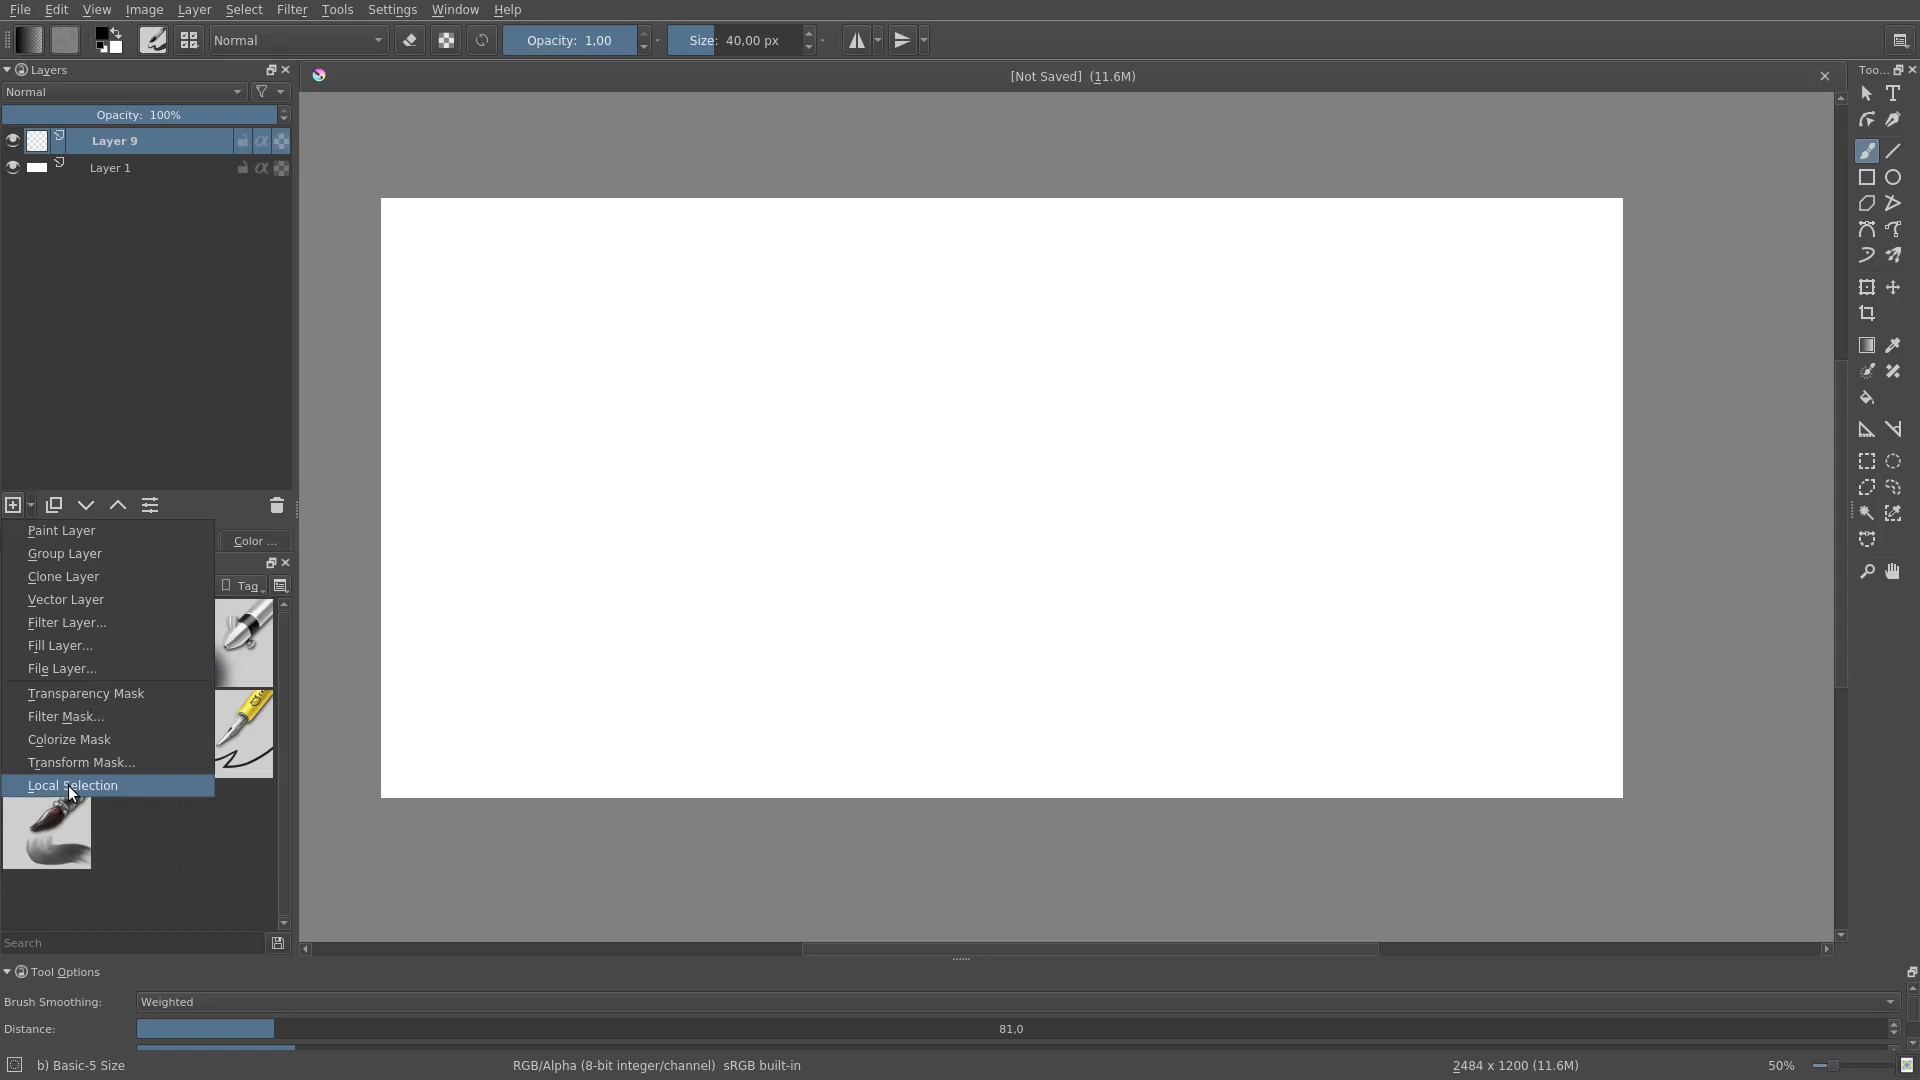 File Edit View Image Layer Select Filter Tools Settings Window Help
Normal Opacity: 1,00 Size: 40,00 px
Layers
[Not Saved] (11.6M)
Too...
Normal
Opacity: 100%
Layer 9
Layer 1
Paint Layer
Group Layer
Clone Layer
Vector Layer
Filter Layer...
Fill Layer...
File Layer...
Transparency Mask
Filter Mask...
Colorize Mask
Transform Mask...
Local Selection
Color ...
Tag
Search
Tool Options
Brush Smoothing: Weighted
Distance: 81,0
b) Basic-5 Size RGB/Alpha (8-bit integer/channel) sRGB built-in 2484 x 1200 (11.6M) 50%